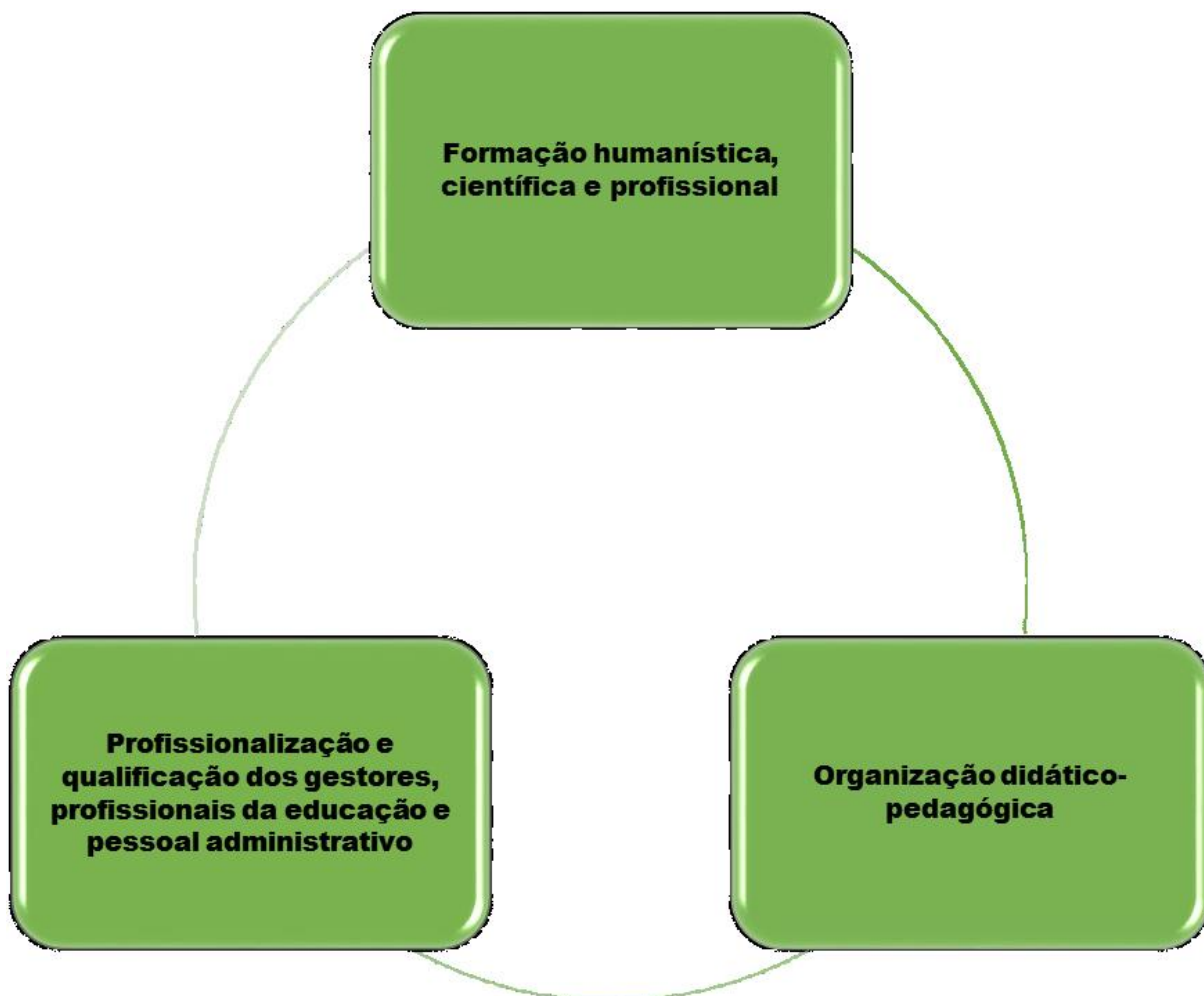 Formação humanística,
científica e profissional
Profissionalização e
qualificação dos gestores,
profissionais da educação e
pessoal administrativo
Organização didático-
pedagógica